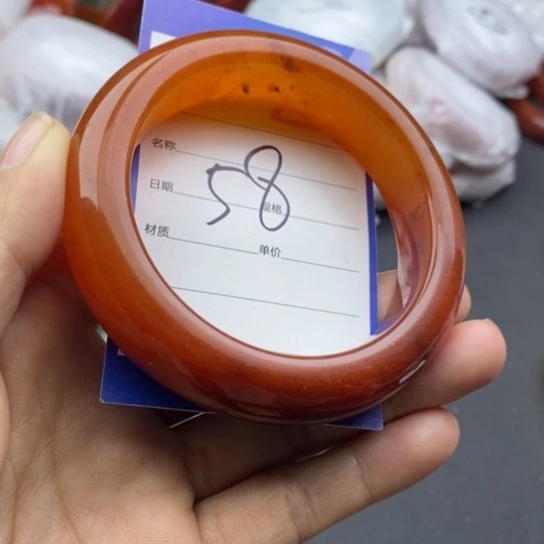 名称
日期 规格
58
材质 单价